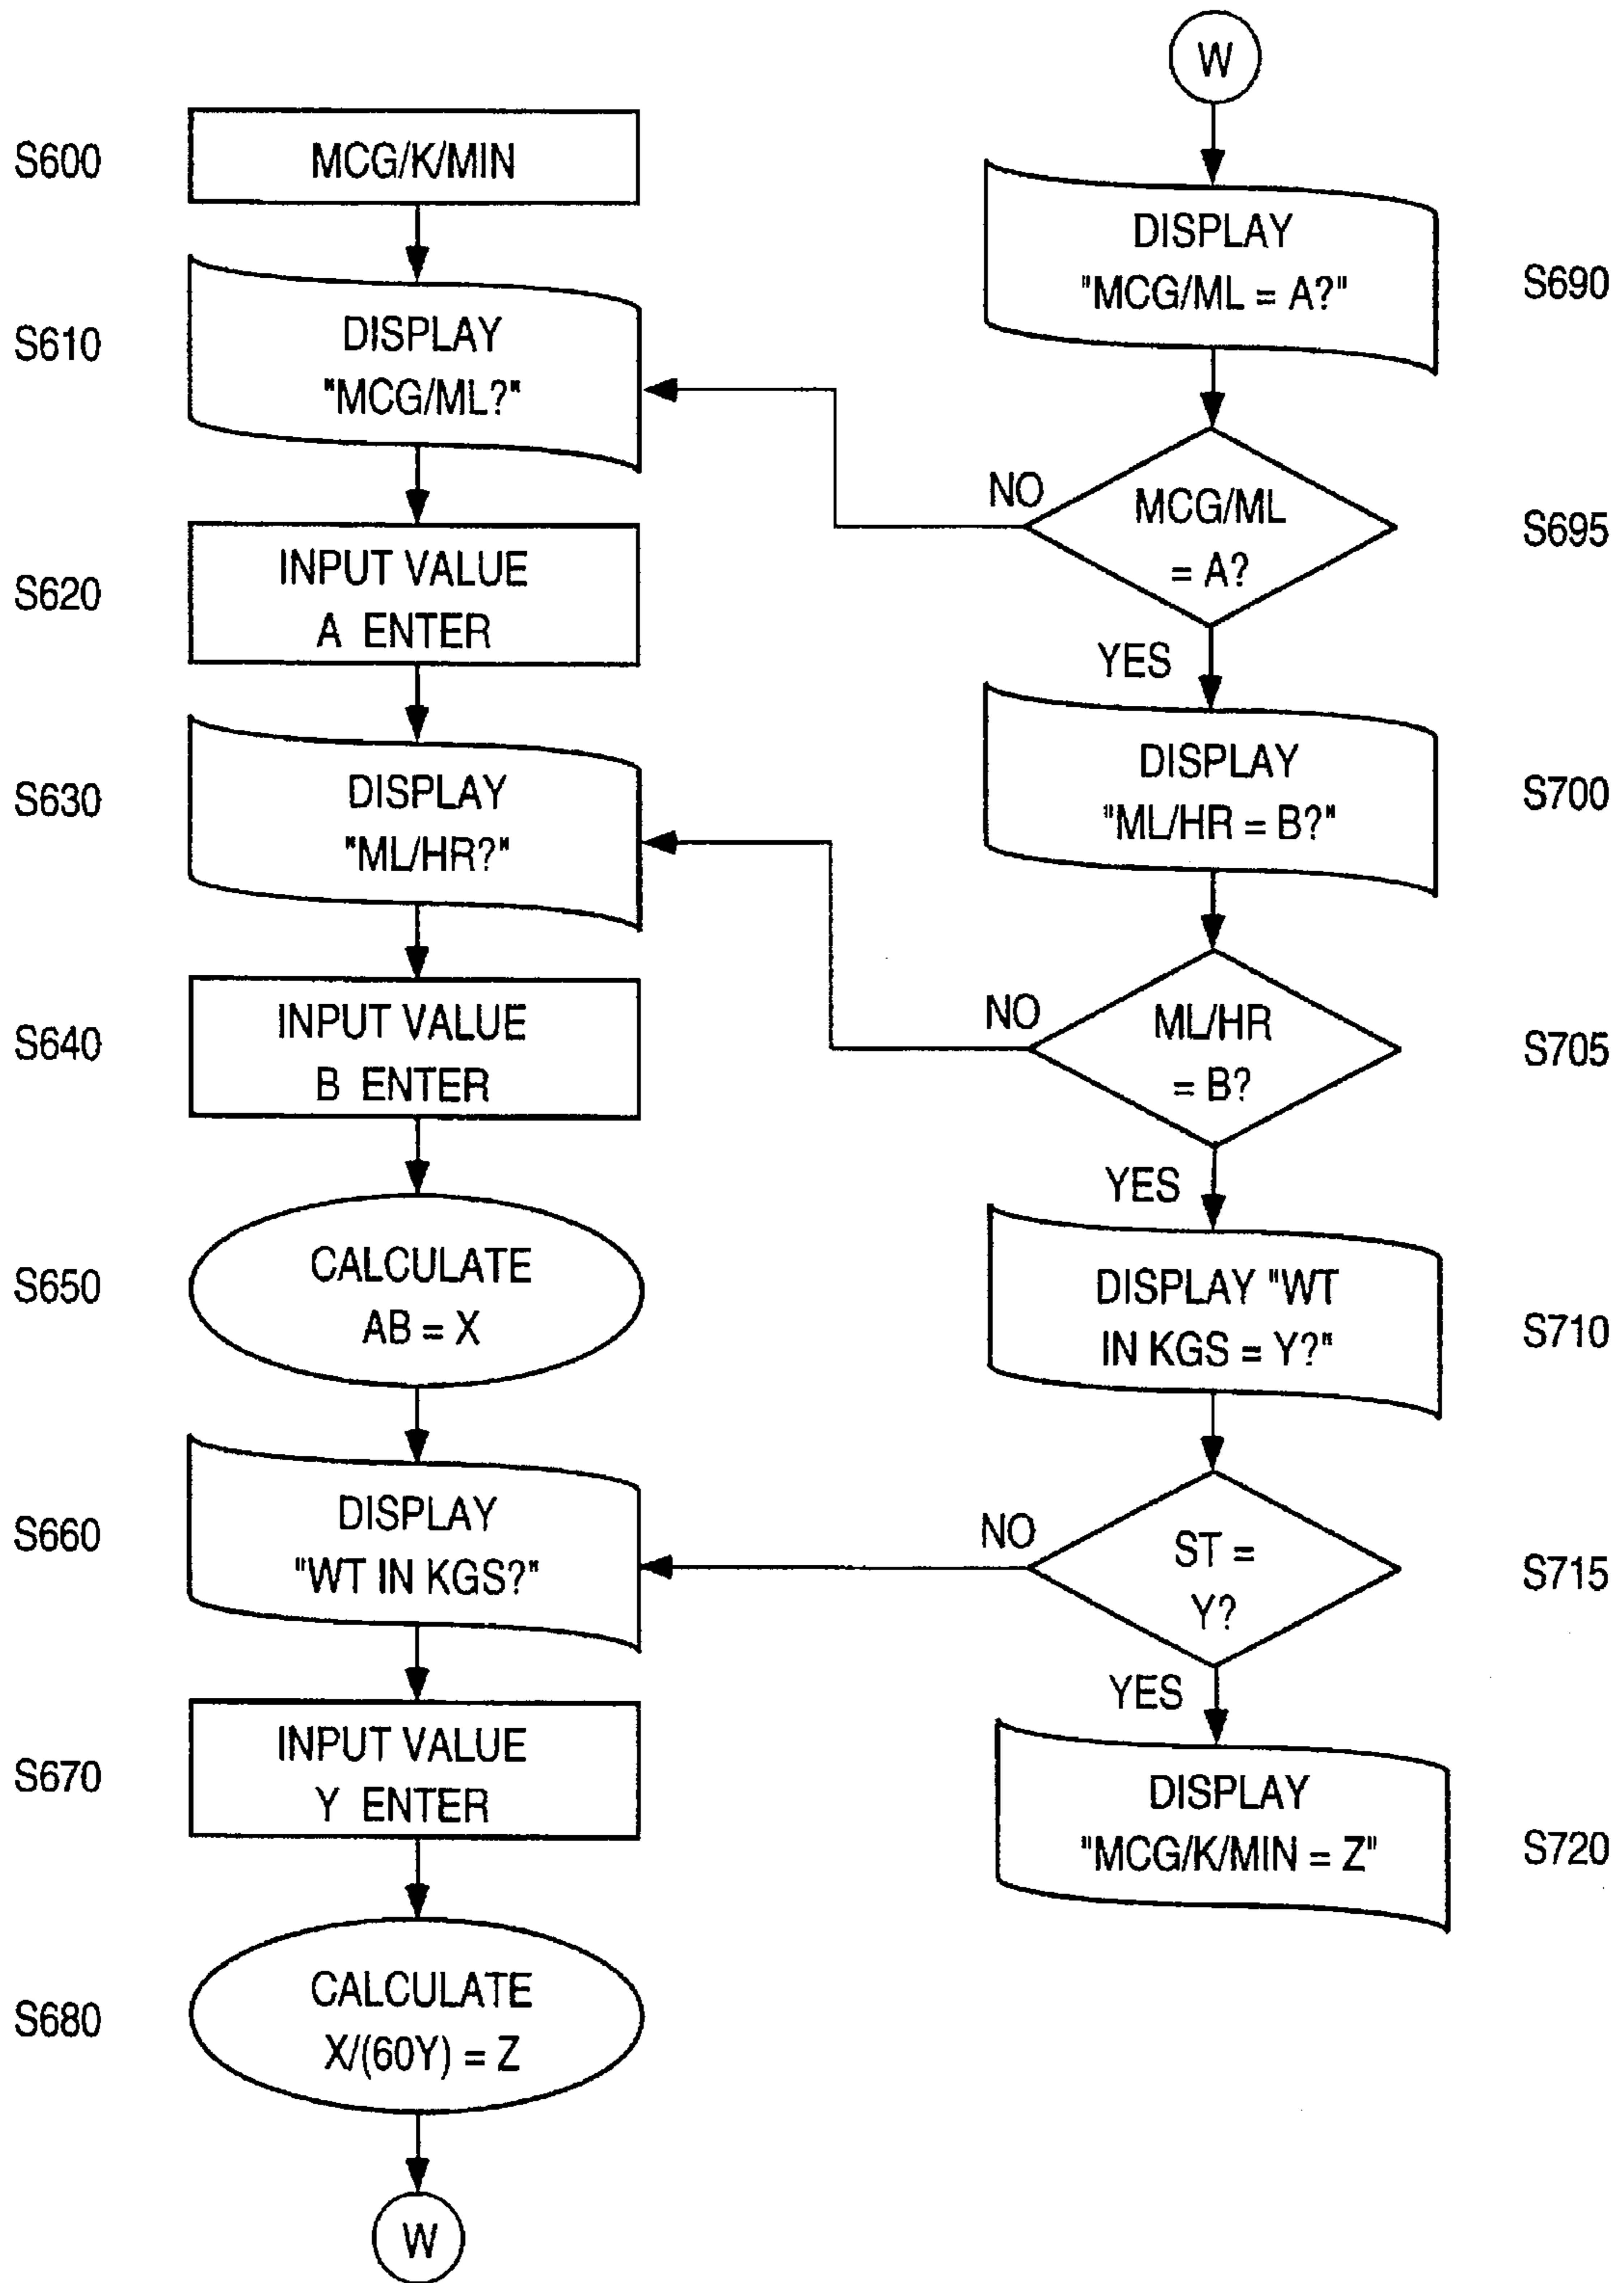 S600
MCG/K/MIN
S610
DISPLAY
"MCG/ML?"
S620
INPUT VALUE
A ENTER
S630
DISPLAY
"ML/HR?"
S640
INPUT VALUE
B ENTER
S650
CALCULATE
AB = X
S660
DISPLAY
"WT IN KGS?"
S670
INPUT VALUE
Y ENTER
S680
CALCULATE
X/(60Y) = Z
W
W
DISPLAY
"MCG/ML = A?"
S690
NO
MCG/ML
= A?
S695
YES
DISPLAY
"ML/HR = B?"
S700
NO
ML/HR
= B?
S705
YES
DISPLAY "WT
IN KGS = Y?"
S710
NO
ST =
Y?
S715
YES
DISPLAY
"MCG/K/MIN = Z"
S720